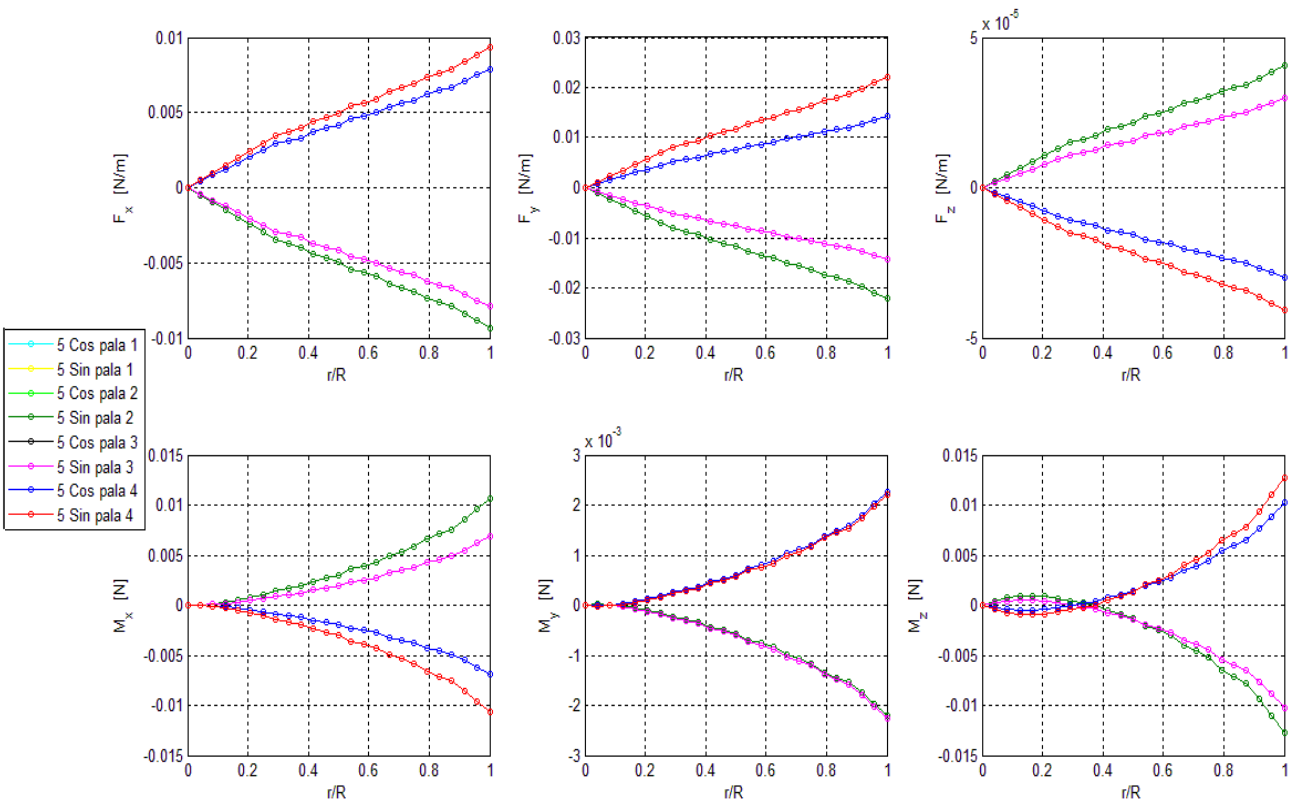 0.01
0.005
0
-0.005
-0.01
F_x [N/m]
0 0.2 0.4 0.6 0.8 1
r/R
0.03
0.02
0.01
0
-0.01
-0.02
-0.03
F_y [N/m]
0 0.2 0.4 0.6 0.8 1
r/R
x 10^-5
5
0
-5
F_z [N/m]
0 0.2 0.4 0.6 0.8 1
r/R
5 Cos pala 1
5 Sin pala 1
5 Cos pala 2
5 Sin pala 2
5 Cos pala 3
5 Sin pala 3
5 Cos pala 4
5 Sin pala 4
0.015
0.01
0.005
0
-0.005
-0.01
-0.015
M_x [N]
0 0.2 0.4 0.6 0.8 1
r/R
x 10^-3
3
2
1
0
-1
-2
-3
M_y [N]
0 0.2 0.4 0.6 0.8 1
r/R
0.015
0.01
0.005
0
-0.005
-0.01
-0.015
M_z [N]
0 0.2 0.4 0.6 0.8 1
r/R